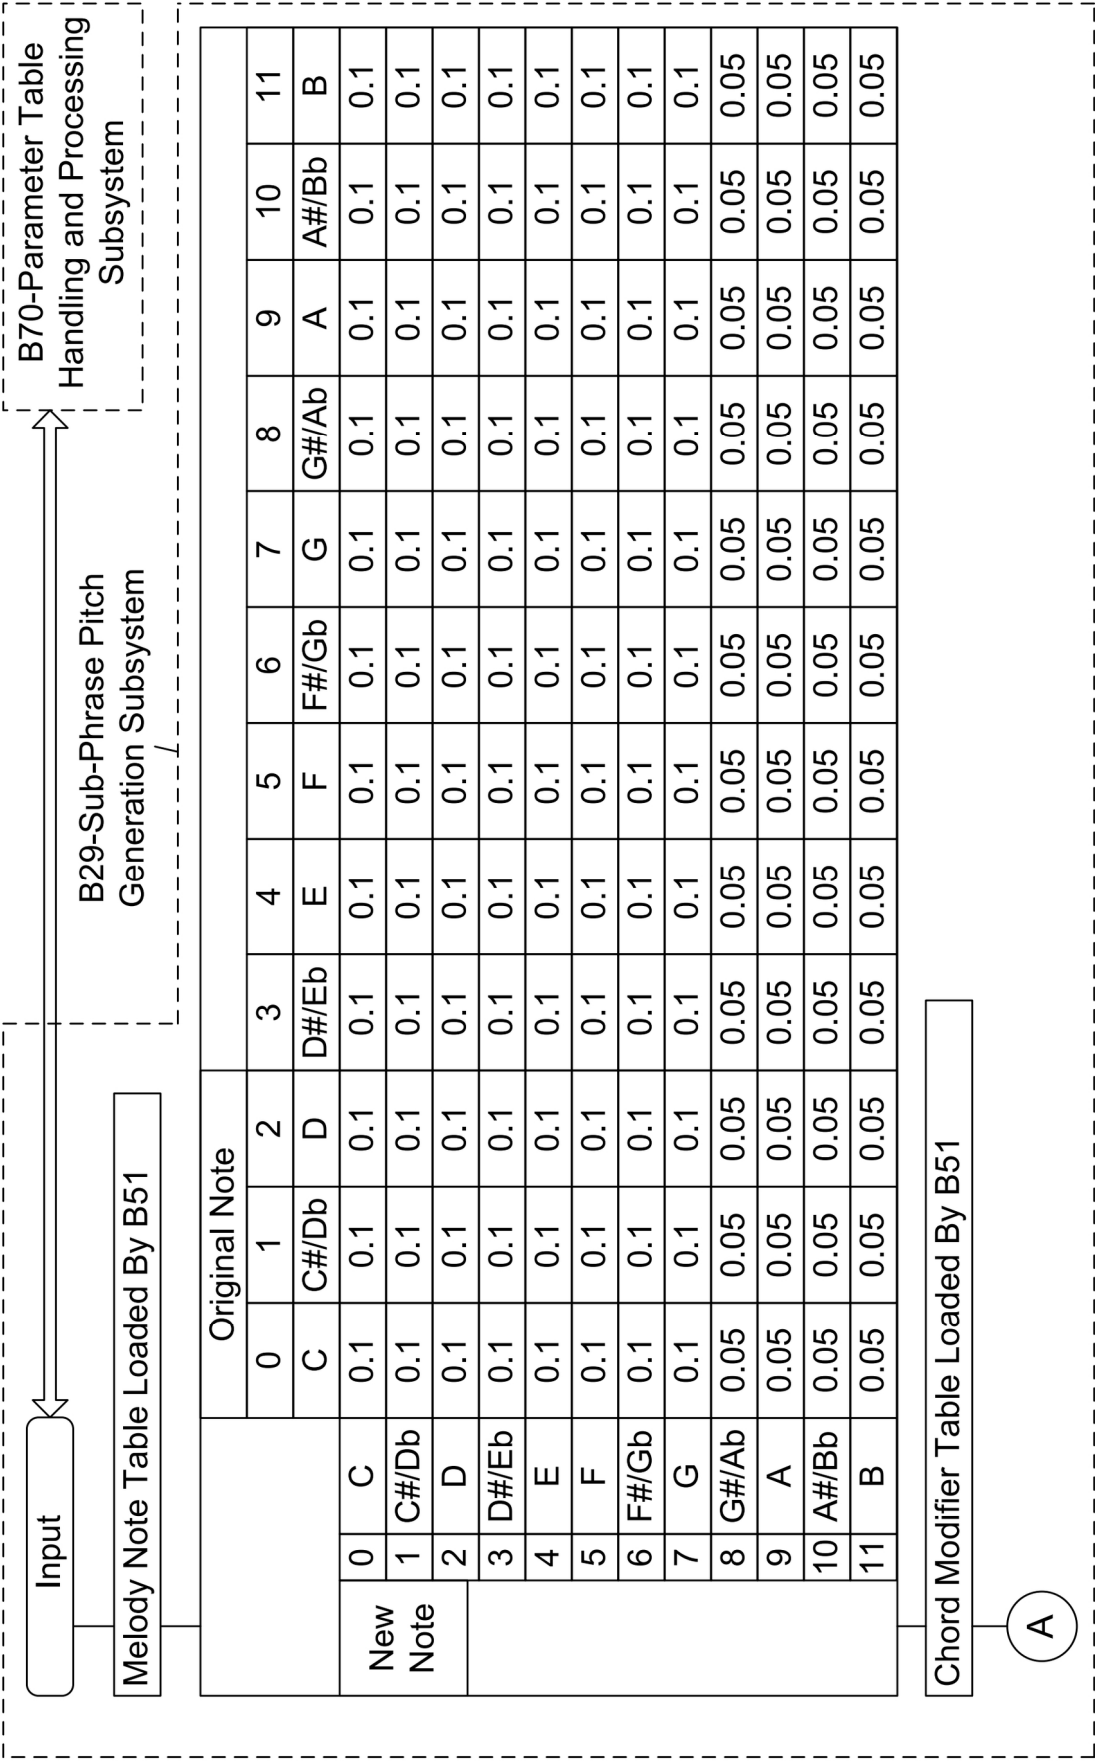 Input
B70-Parameter Table
Handling and Processing
Subsystem
B29-Sub-Phrase Pitch
Generation Subsystem
Melody Note Table Loaded By B51
Original Note
0 1 2 3 4 5 6 7 8 9 10 11
C C#/Db D D#/Eb E F F#/Gb G G#/Ab A A#/Bb B
New
Note
0 C 0.1 0.1 0.1 0.1 0.1 0.1 0.1 0.1 0.1 0.1 0.1 0.1
1 C#/Db 0.1 0.1 0.1 0.1 0.1 0.1 0.1 0.1 0.1 0.1 0.1 0.1
2 D 0.1 0.1 0.1 0.1 0.1 0.1 0.1 0.1 0.1 0.1 0.1 0.1
3 D#/Eb 0.1 0.1 0.1 0.1 0.1 0.1 0.1 0.1 0.1 0.1 0.1 0.1
4 E 0.1 0.1 0.1 0.1 0.1 0.1 0.1 0.1 0.1 0.1 0.1 0.1
5 F 0.1 0.1 0.1 0.1 0.1 0.1 0.1 0.1 0.1 0.1 0.1 0.1
6 F#/Gb 0.1 0.1 0.1 0.1 0.1 0.1 0.1 0.1 0.1 0.1 0.1 0.1
7 G 0.1 0.1 0.1 0.1 0.1 0.1 0.1 0.1 0.1 0.1 0.1 0.1
8 G#/Ab 0.05 0.05 0.05 0.05 0.05 0.05 0.05 0.05 0.05 0.05 0.05 0.05
9 A 0.05 0.05 0.05 0.05 0.05 0.05 0.05 0.05 0.05 0.05 0.05 0.05
10 A#/Bb 0.05 0.05 0.05 0.05 0.05 0.05 0.05 0.05 0.05 0.05 0.05 0.05
11 B 0.05 0.05 0.05 0.05 0.05 0.05 0.05 0.05 0.05 0.05 0.05 0.05
Chord Modifier Table Loaded By B51
A